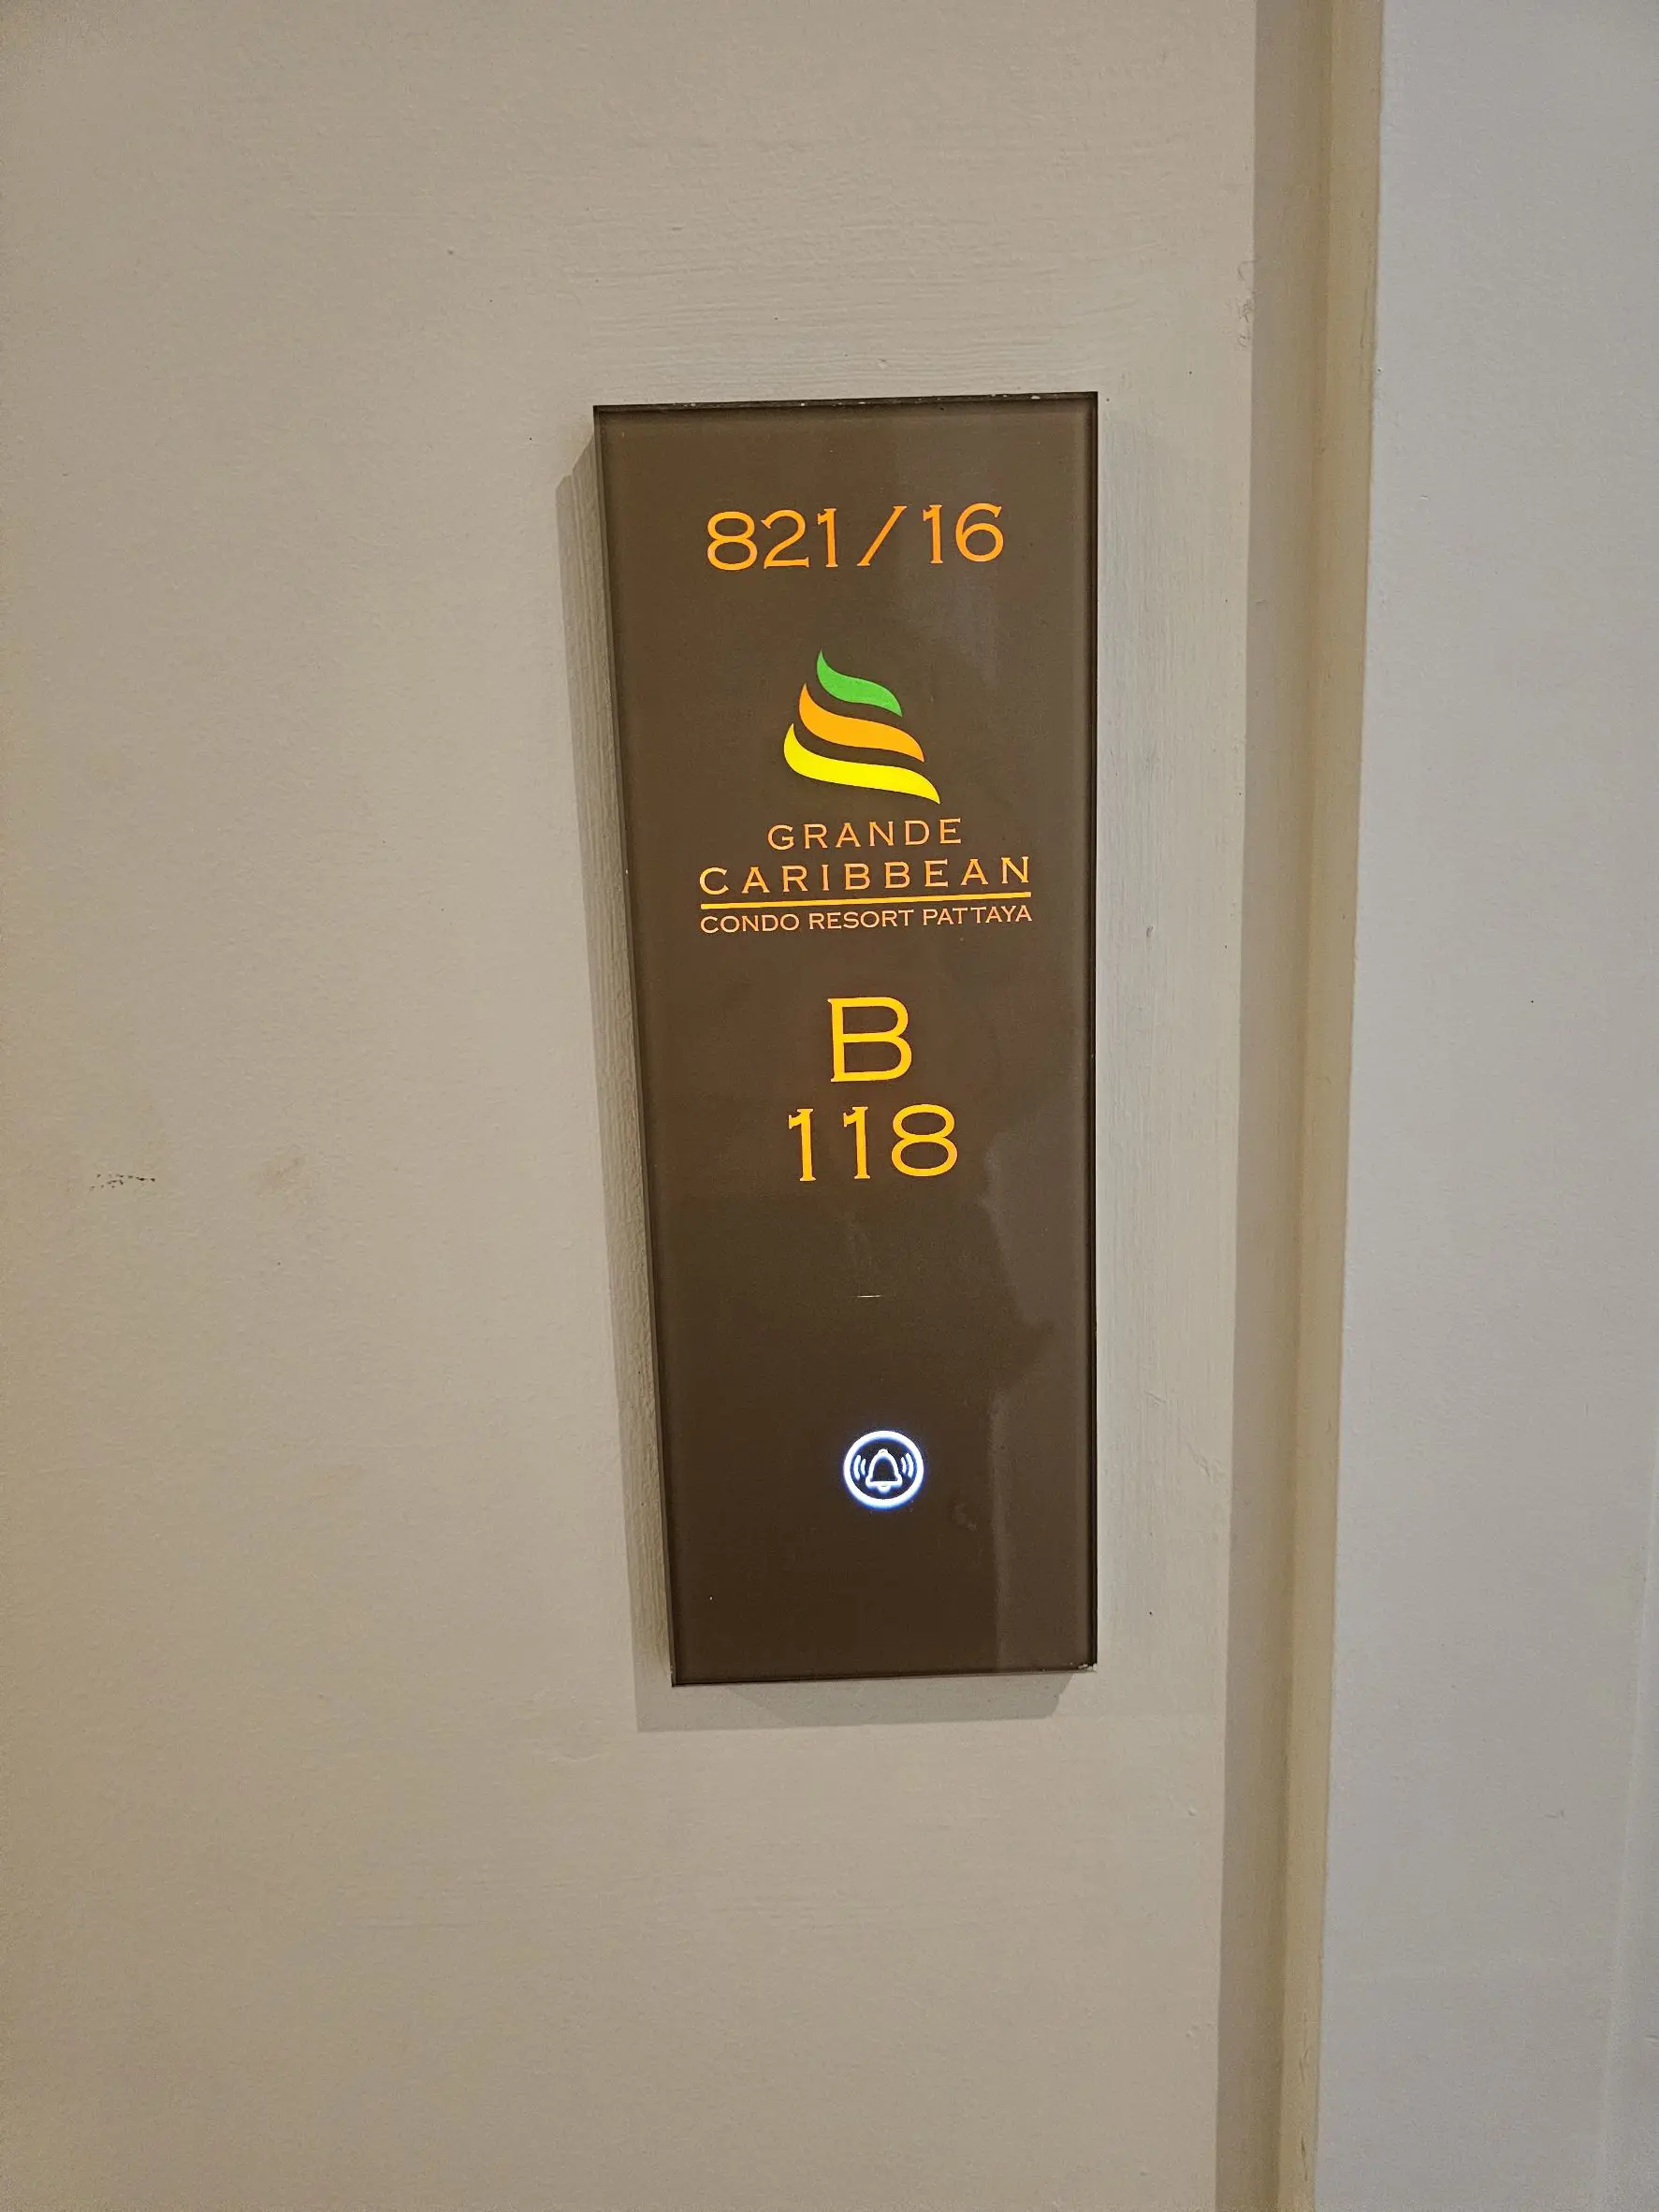 821/16
GRANDE
CARIBBEAN
CONDO RESORT PATTAYA
B
118